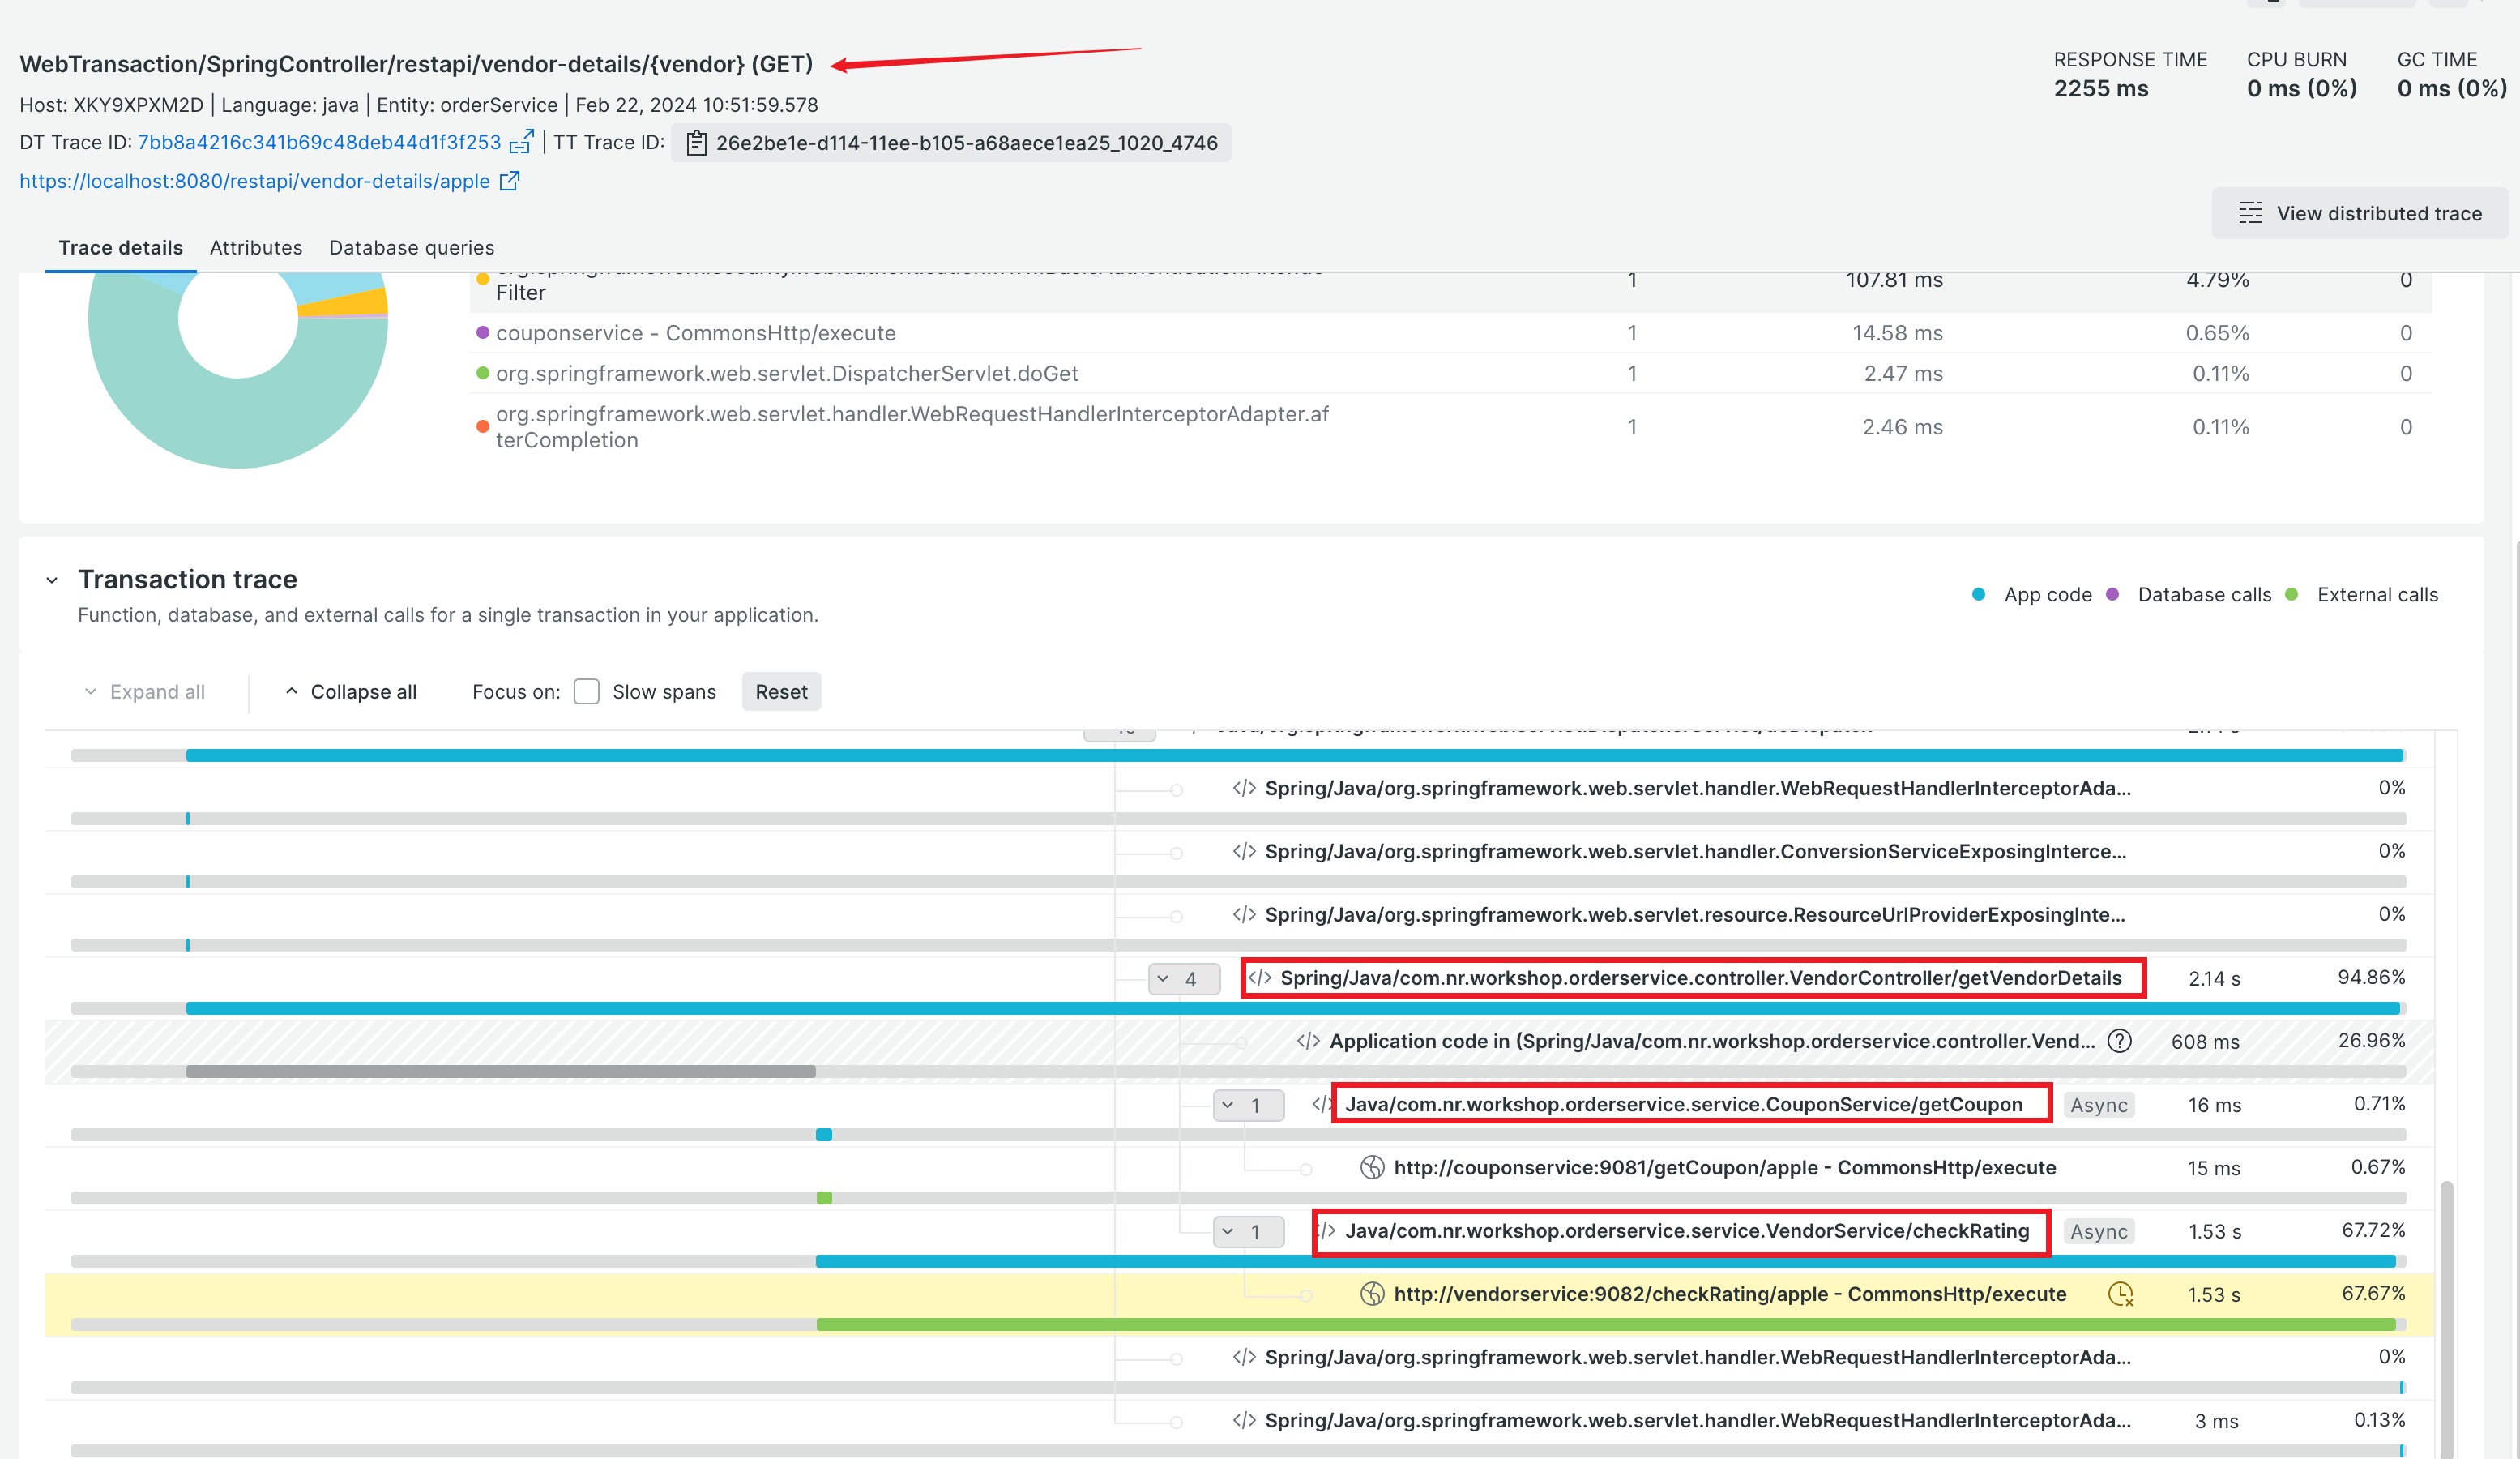 WebTransaction/SpringController/restapi/vendor-details/{vendor} (GET)
RESPONSE TIME
2255 ms
CPU BURN
0 ms (0%)
GC TIME
0 ms (0%)
Host: XKY9XPXM2D | Language: java | Entity: orderService | Feb 22, 2024 10:51:59.578
DT Trace ID: 7bb8a4216c341b69c48deb44d1f3f253 | TT Trace ID: 26e2be1e-d114-11ee-b105-a68aece1ea25_1020_4746
https://localhost:8080/restapi/vendor-details/apple
View distributed trace
Trace details Attributes Database queries
Filter 1 107.81 ms 4.79% 0
couponservice - CommonsHttp/execute 1 14.58 ms 0.65% 0
org.springframework.web.servlet.DispatcherServlet.doGet 1 2.47 ms 0.11% 0
org.springframework.web.servlet.handler.WebRequestHandlerInterceptorAdapter.af
terCompletion 1 2.46 ms 0.11% 0
Transaction trace
Function, database, and external calls for a single transaction in your application.
App code Database calls External calls
Expand all Collapse all Focus on: Slow spans Reset
Spring/Java/org.springframework.web.servlet.handler.WebRequestHandlerInterceptorAda... 0%
Spring/Java/org.springframework.web.servlet.handler.ConversionServiceExposingInterce... 0%
Spring/Java/org.springframework.web.servlet.resource.ResourceUrlProviderExposingInte... 0%
4 Spring/Java/com.nr.workshop.orderservice.controller.VendorController/getVendorDetails 2.14 s 94.86%
Application code in (Spring/Java/com.nr.workshop.orderservice.controller.Vend... 608 ms 26.96%
1 Java/com.nr.workshop.orderservice.service.CouponService/getCoupon Async 16 ms 0.71%
http://couponservice:9081/getCoupon/apple - CommonsHttp/execute 15 ms 0.67%
1 Java/com.nr.workshop.orderservice.service.VendorService/checkRating Async 1.53 s 67.72%
http://vendorservice:9082/checkRating/apple - CommonsHttp/execute 1.53 s 67.67%
Spring/Java/org.springframework.web.servlet.handler.WebRequestHandlerInterceptorAda... 0%
Spring/Java/org.springframework.web.servlet.handler.WebRequestHandlerInterceptorAda... 3 ms 0.13%